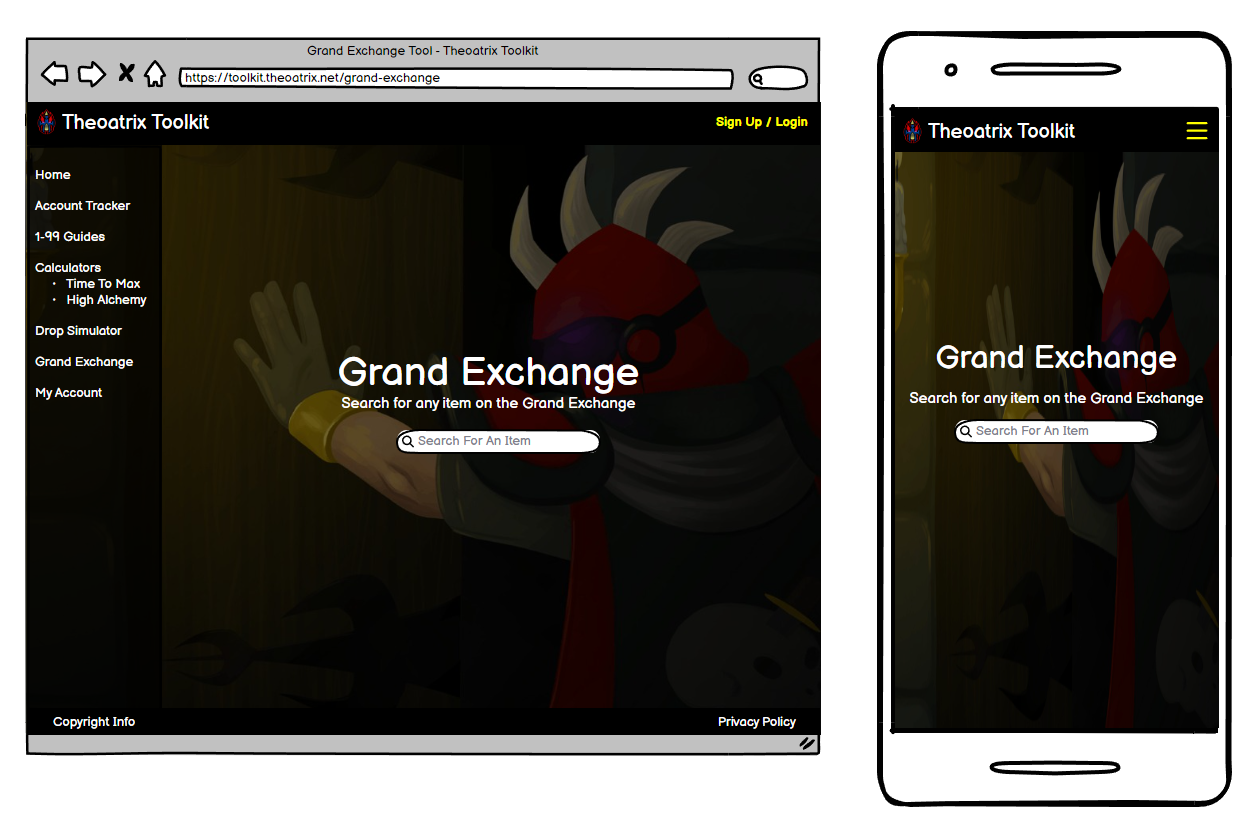 Grand Exchange Tool - Theoatrix Toolkit
https://toolkit.theoatrix.net/grand-exchange
Theoatrix Toolkit
Sign Up / Login
Home
Account Tracker
1-99 Guides
Calculators
• Time To Max
• High Alchemy
Drop Simulator
Grand Exchange
My Account
Grand Exchange
Search for any item on the Grand Exchange
Search For An Item
Copyright Info
Privacy Policy
Theoatrix Toolkit
Grand Exchange
Search for any item on the Grand Exchange
Search For An Item